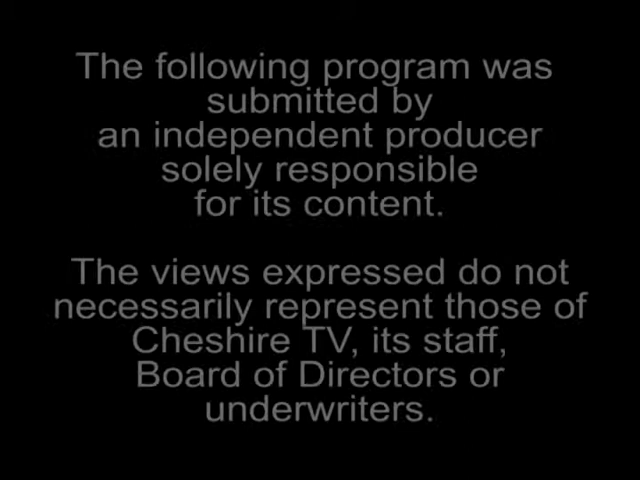 The following program was
submitted by
an independent producer
solely responsible
for its content.
The views expressed do not
necessarily represent those of
Cheshire TV, its staff,
Board of Directors or
underwriters.